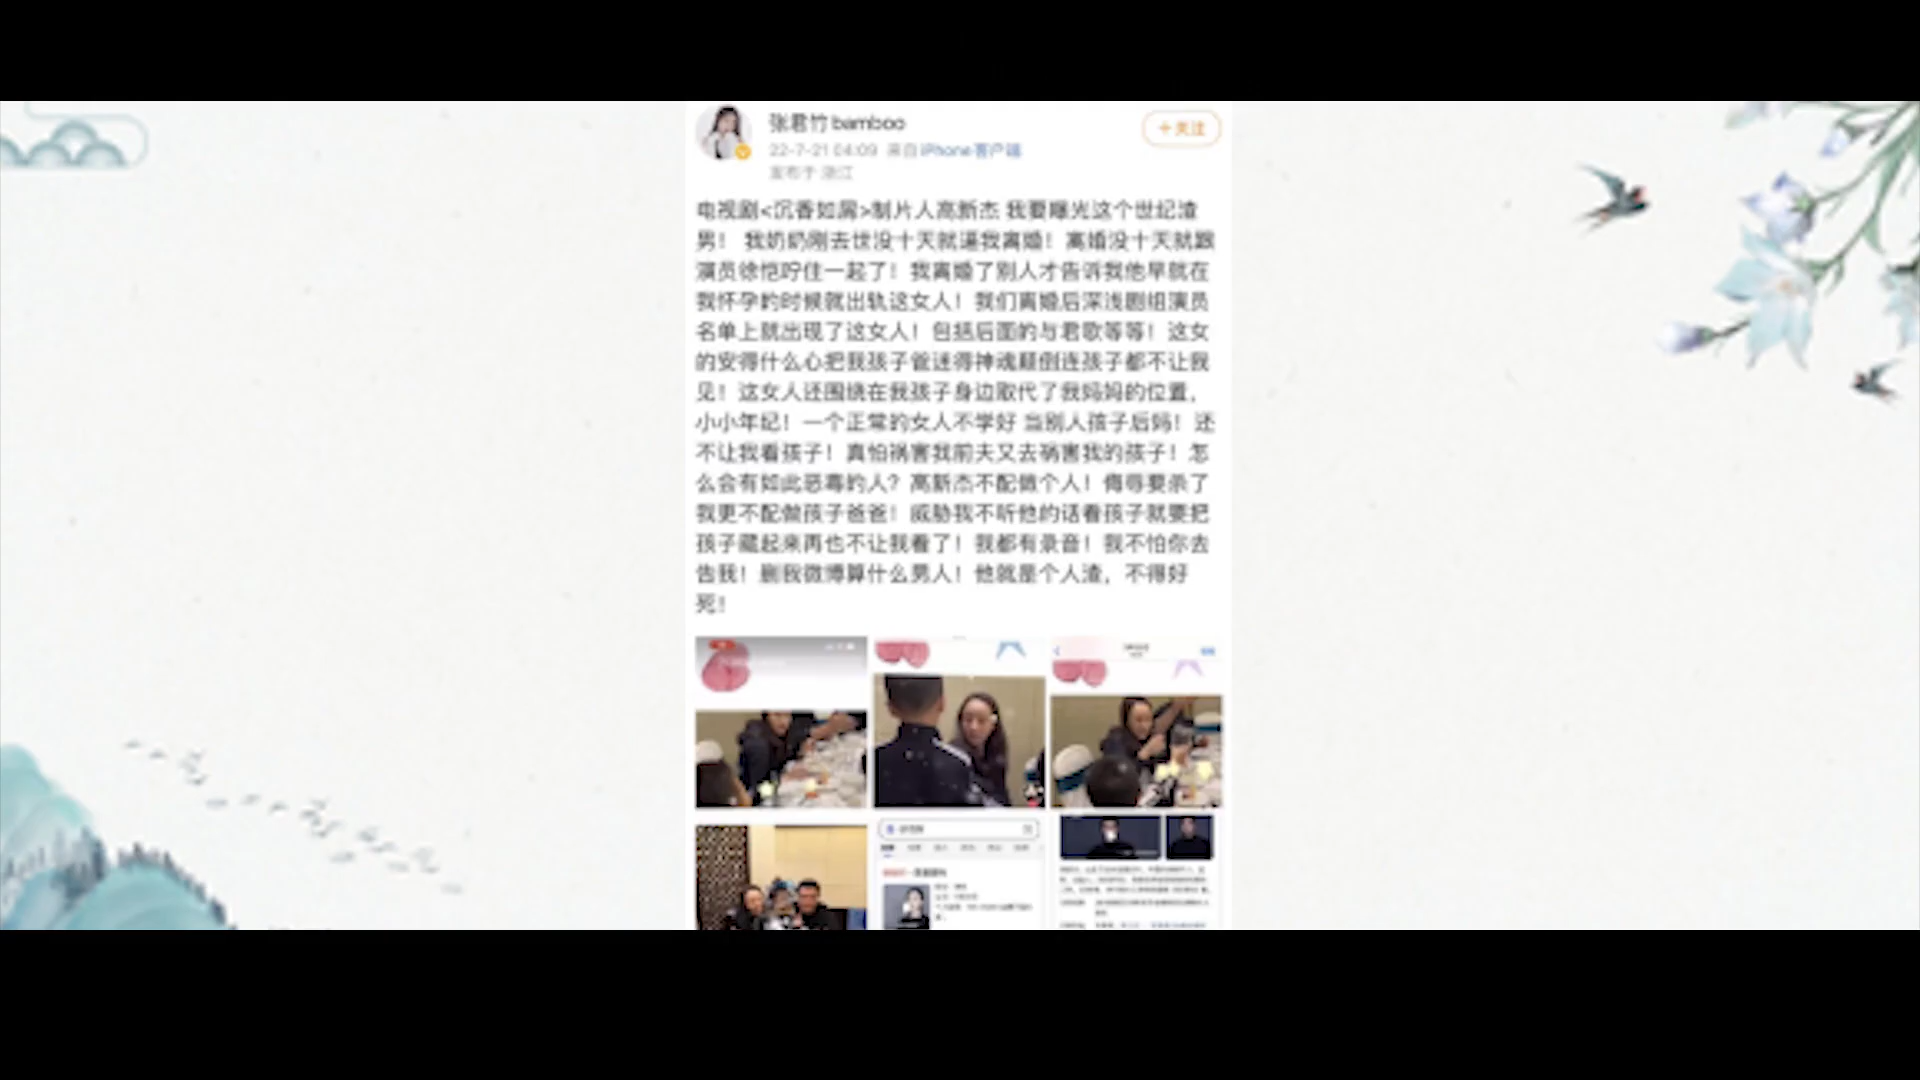 张君竹bamboo
+关注
22-7-21 04:09 来自iPhone客户端
发布于 浙江
电视剧<沉香如屑>制片人高新杰 我要曝光这个世纪渣
男！ 我奶奶刚去世没十天就逼我离婚！离婚没十天就跟
演员徐恺咛住一起了！我离婚了别人才告诉我他早就在
我怀孕的时候就出轨这女人！我们离婚后深浅剧组演员
名单上就出现了这女人！包括后面的与君歌等等！这女
的安得什么心把我孩子爸迷得神魂颠倒连孩子都不让我
见！这女人还围绕在我孩子身边取代了我妈妈的位置，
小小年纪！一个正常的女人不学好 当别人孩子后妈！还
不让我看孩子！真怕祸害我前夫又去祸害我的孩子！怎
么会有如此恶毒的人？高新杰不配做个人！侮辱要杀了
我更不配做孩子爸爸！威胁我不听他的话看孩子就要把
孩子藏起来再也不让我看了！我都有录音！我不怕你去
告我！删我微博算什么男人！他就是个人渣，不得好
死！